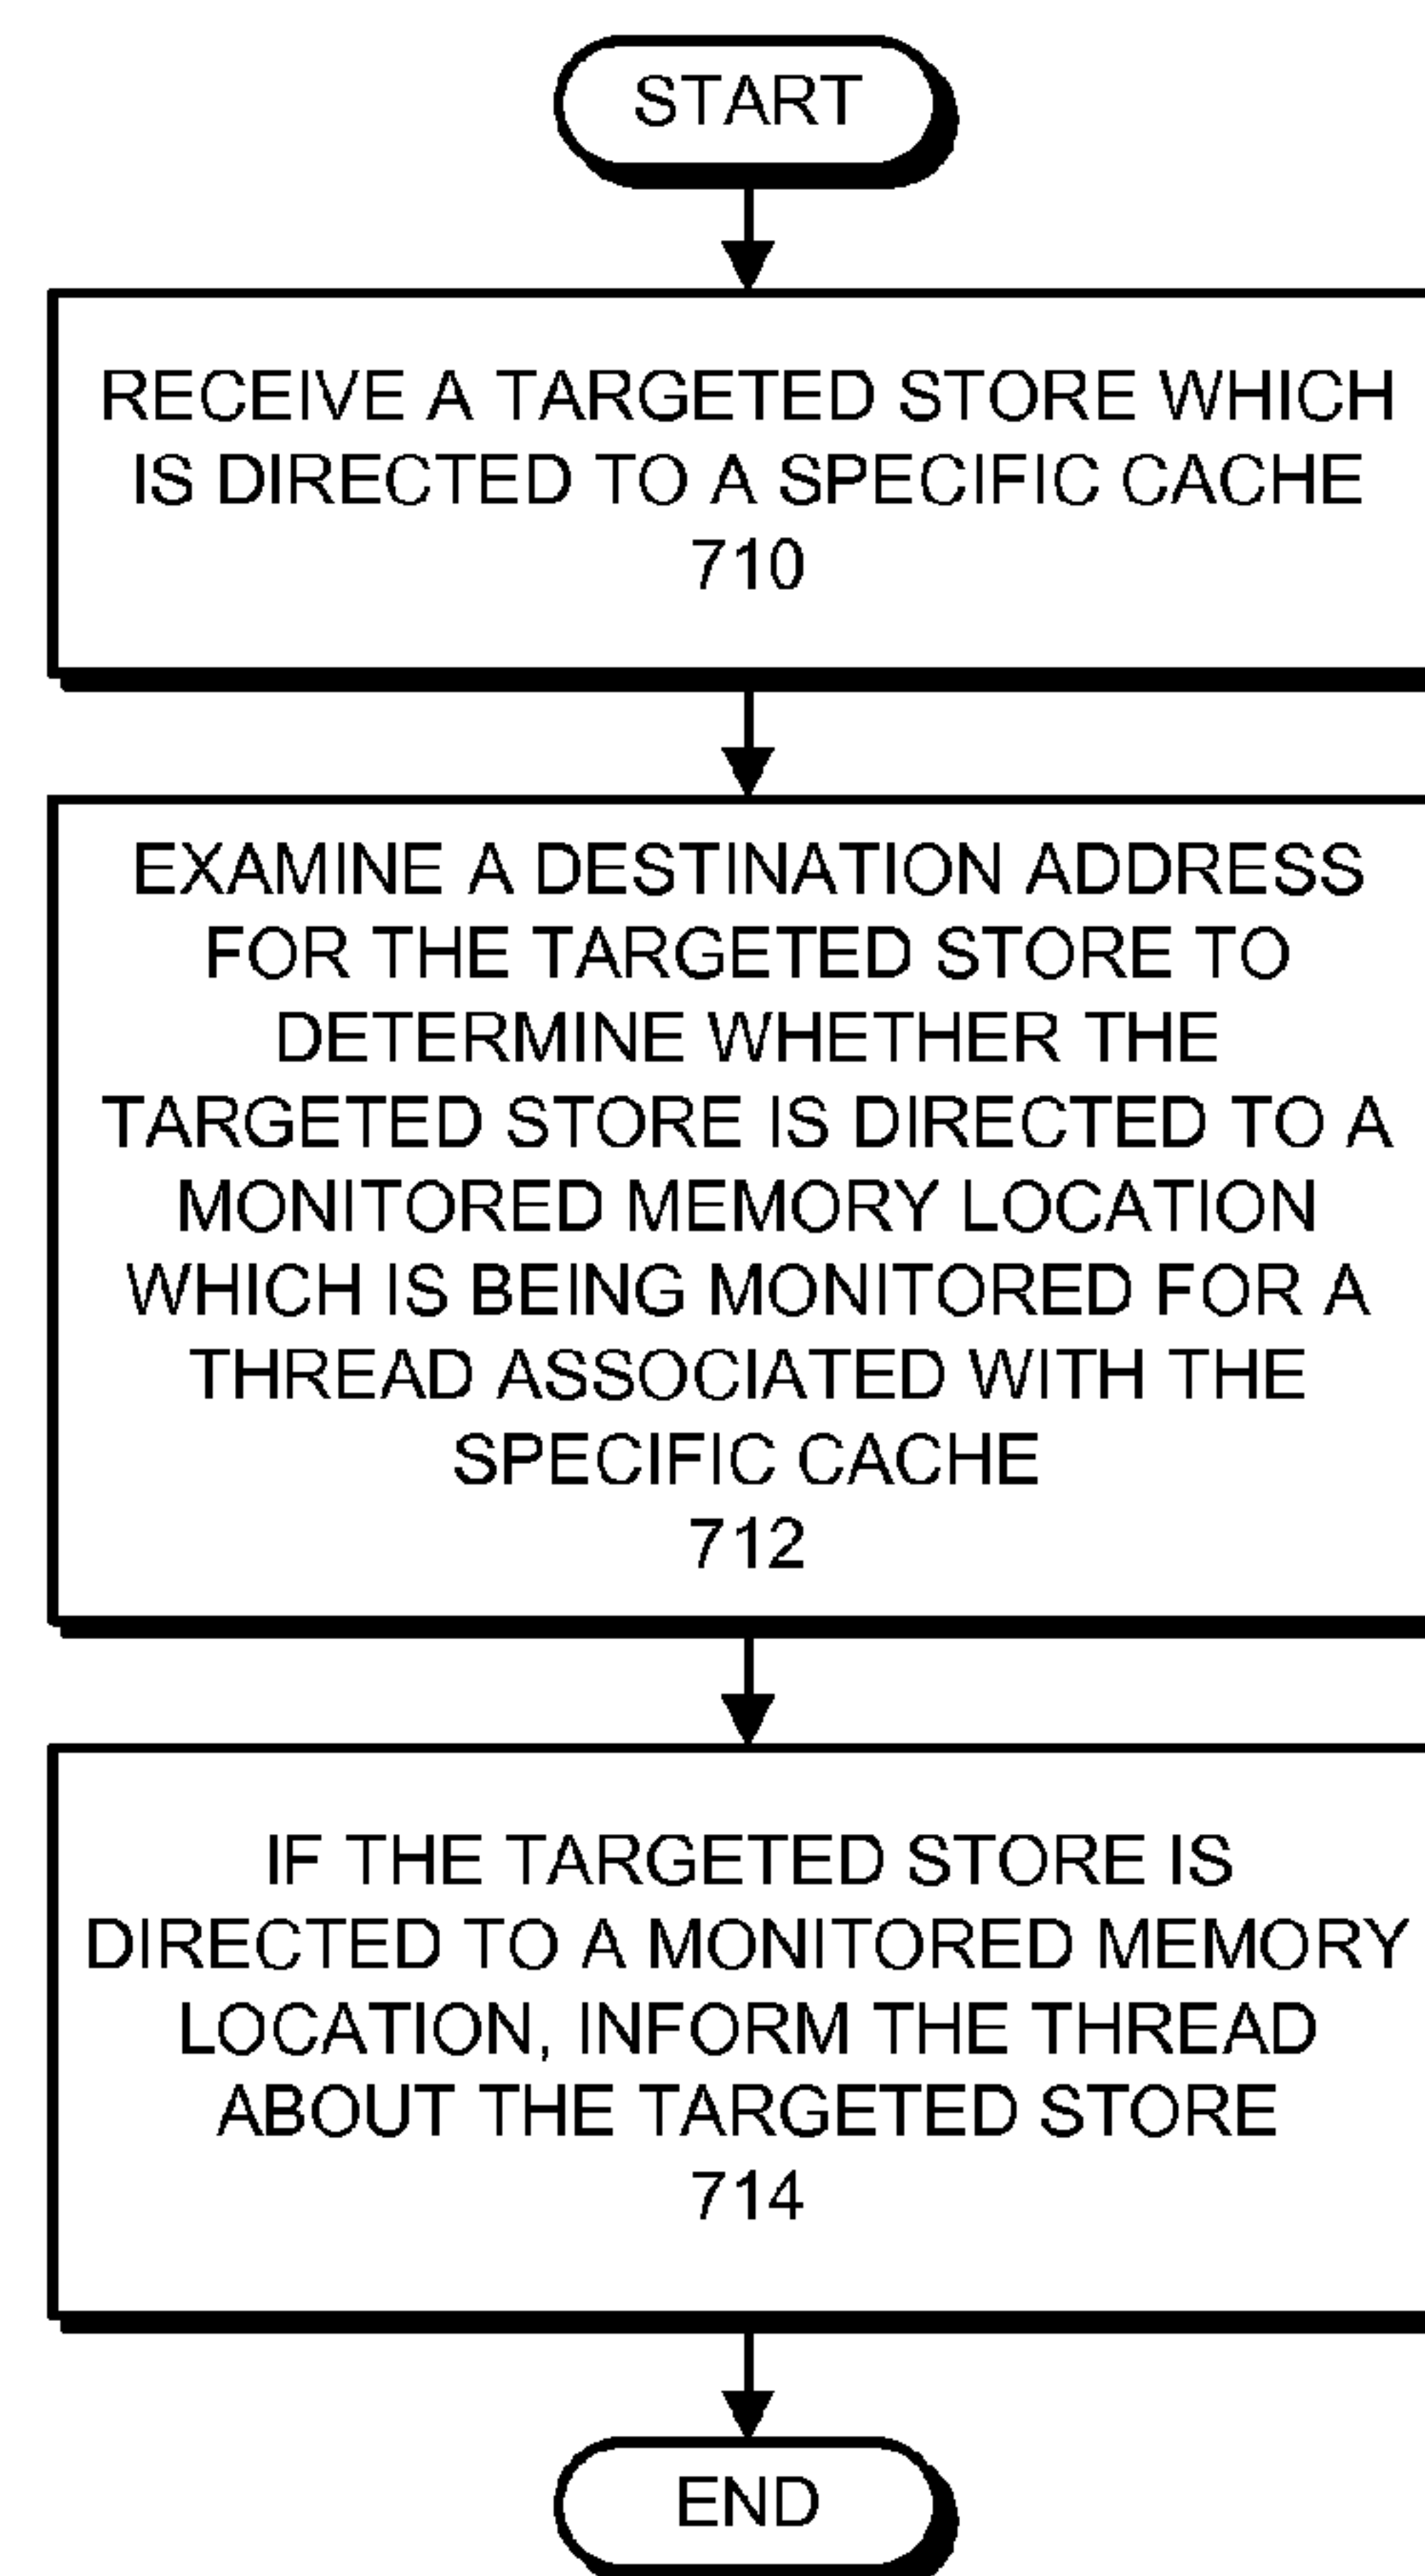 START
RECEIVE A TARGETED STORE WHICH
IS DIRECTED TO A SPECIFIC CACHE
710
EXAMINE A DESTINATION ADDRESS
FOR THE TARGETED STORE TO
DETERMINE WHETHER THE
TARGETED STORE IS DIRECTED TO A
MONITORED MEMORY LOCATION
WHICH IS BEING MONITORED FOR A
THREAD ASSOCIATED WITH THE
SPECIFIC CACHE
712
IF THE TARGETED STORE IS
DIRECTED TO A MONITORED MEMORY
LOCATION, INFORM THE THREAD
ABOUT THE TARGETED STORE
714
END